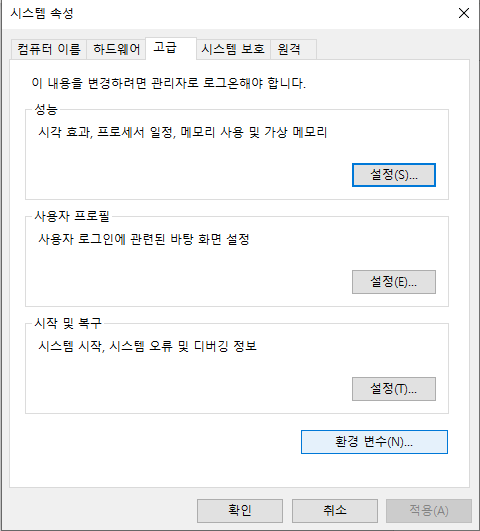 시스템 속성
컴퓨터 이름 하드웨어 고급 시스템 보호 원격
이 내용을 변경하려면 관리자로 로그온해야 합니다.
성능
시각 효과, 프로세서 일정, 메모리 사용 및 가상 메모리
설정(S)...
사용자 프로필
사용자 로그인에 관련된 바탕 화면 설정
설정(E)...
시작 및 복구
시스템 시작, 시스템 오류 및 디버깅 정보
설정(T)...
환경 변수(N)...
확인 취소 적용(A)